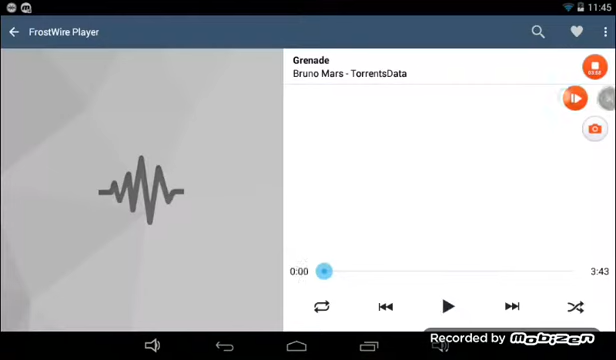 11:45
FrostWire Player
Grenade
Bruno Mars - TorrentsData
0:00
3:43
Recorded by mobizen